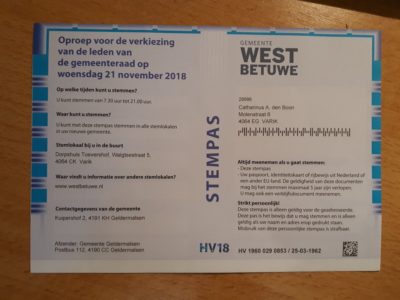 Oproep voor de verkiezing
van de leden van
de gemeenteraad op
woensdag 21 november 2018
Op welke tijden kunt u stemmen?
U kunt stemmen van 7.30 uur tot 21.00 uur.
Waar kunt u stemmen?
U kunt met deze stempas stemmen in alle stemlokalen
in uw nieuwe gemeente.
Stemlokaal bij u in de buurt
Dorpshuis Toevershof, Waalgbeetstraat 5,
4064 CK Varik
Waar vindt u informatie over andere stemlokalen?
www.westbetuwe.nl
Contactgegevens van de gemeente
Kuipershof 2, 4191 KH Geldermalsen
Afzender: Gemeente Geldermalsen
Postbus 112, 4190 CC Geldermalsen
STEMPAS
HV18
GEMEENTE
WEST
BETUWE
Catharinus A. den Boon
Molenstraat 8
4064 EG VARIK
Altijd meenemen als u gaat stemmen:
- Deze stempas.
- Uw paspoort, identiteitskaart of rijbewijs uit Nederland of
een ander EU-land. De geldigheid van deze documenten
mag bij het stemmen maximaal 5 jaar zijn verlopen.
U mag ook een verblijfsdocument meenemen.
Strikt persoonlijk!
Deze stempas is alleen geldig voor de geadresseerde.
Deze pas is het bewijs dat u mag stemmen en is alleen
geldig als uw naam en adres erop gedrukt staan.
Misbruik van deze persoonlijke stempas is strafbaar.
HV 1960 029 0853 / 25-03-1962